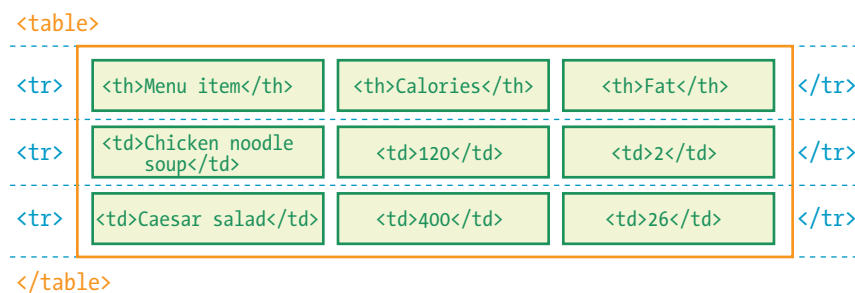 <table>
<tr> <th>Menu item</th> <th>Calories</th> <th>Fat</th> </tr>
<tr> <td>Chicken noodle
soup</td> <td>120</td> <td>2</td> </tr>
<tr> <td>Caesar salad</td> <td>400</td> <td>26</td> </tr>
</table>